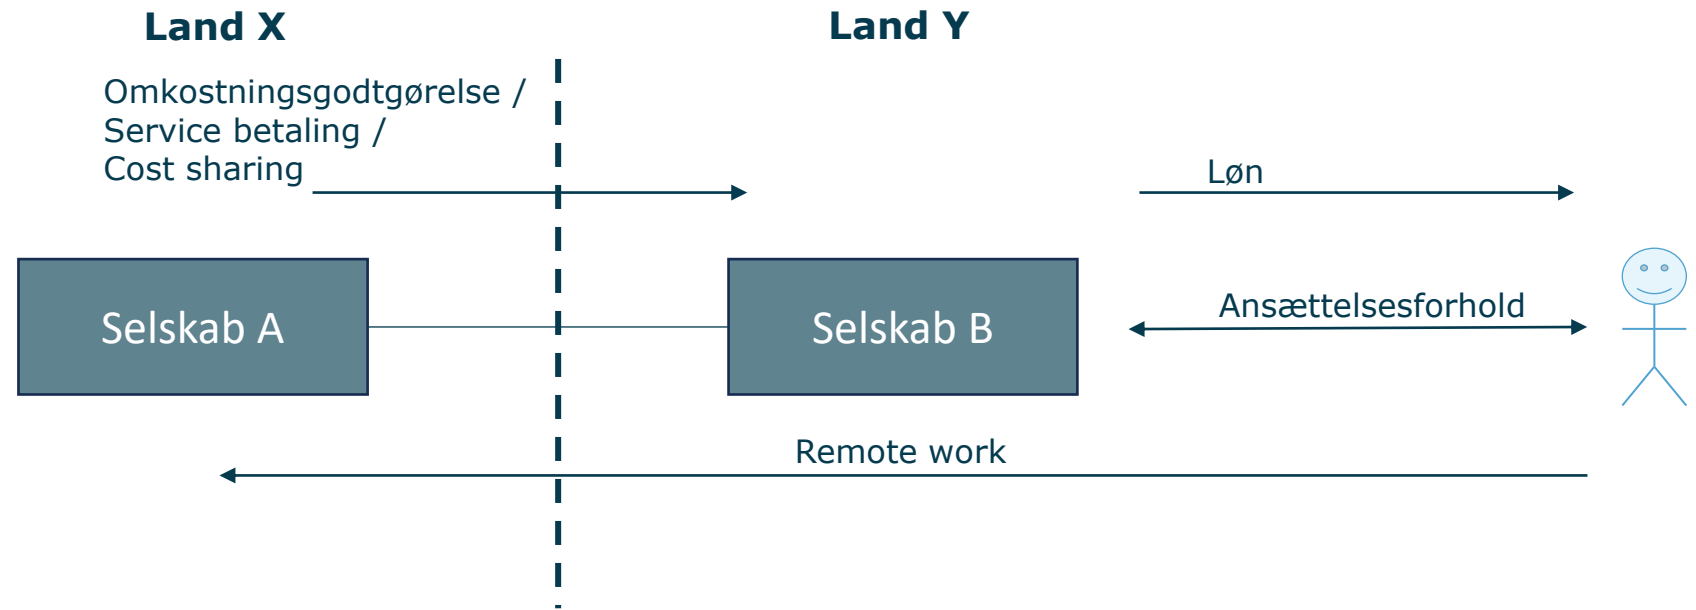 Land X
Land Y
Omkostningsgodtgørelse /
Service betaling /
Cost sharing
Løn
Selskab A
Selskab B
Ansættelsesforhold
Remote work